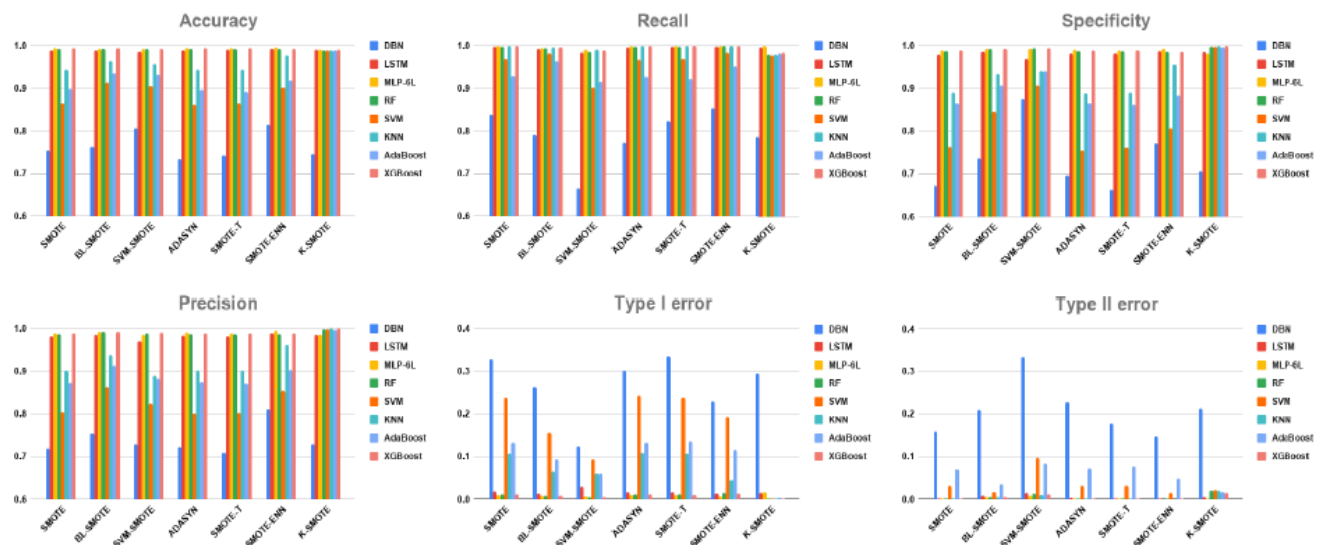 Accuracy
1.0
0.9
0.8
0.7
0.6
SMOTE
BL-SMOTE
SVM-SMOTE
ADASYN
SMOTE-T
SMOTE-ENN
K-SMOTE
DBN
LSTM
MLP-6L
RF
SVM
KNN
AdaBoost
XGBoost
Recall
1.0
0.9
0.8
0.7
0.6
SMOTE
BL-SMOTE
SVM-SMOTE
ADASYN
SMOTE-T
SMOTE-ENN
K-SMOTE
DBN
LSTM
MLP-6L
RF
SVM
KNN
AdaBoost
XGBoost
Specificity
1.0
0.9
0.8
0.7
0.6
SMOTE
BL-SMOTE
SVM-SMOTE
ADASYN
SMOTE-T
SMOTE-ENN
K-SMOTE
DBN
LSTM
MLP-6L
RF
SVM
KNN
AdaBoost
XGBoost
Precision
1.0
0.9
0.8
0.7
0.6
SMOTE
BL-SMOTE
SVM-SMOTE
ADASYN
SMOTE-T
SMOTE-ENN
K-SMOTE
DBN
LSTM
MLP-6L
RF
SVM
KNN
AdaBoost
XGBoost
Type I error
0.4
0.3
0.2
0.1
0.0
SMOTE
BL-SMOTE
SVM-SMOTE
ADASYN
SMOTE-T
SMOTE-ENN
K-SMOTE
DBN
LSTM
MLP-6L
RF
SVM
KNN
AdaBoost
XGBoost
Type II error
0.4
0.3
0.2
0.1
0.0
SMOTE
BL-SMOTE
SVM-SMOTE
ADASYN
SMOTE-T
SMOTE-ENN
K-SMOTE
DBN
LSTM
MLP-6L
RF
SVM
KNN
AdaBoost
XGBoost